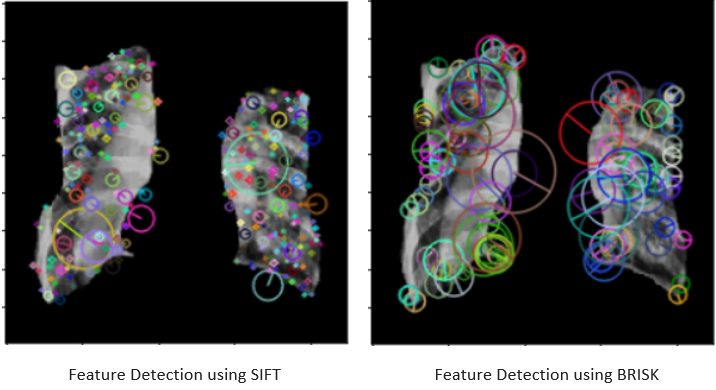 Feature Detection using SIFT
Feature Detection using BRISK